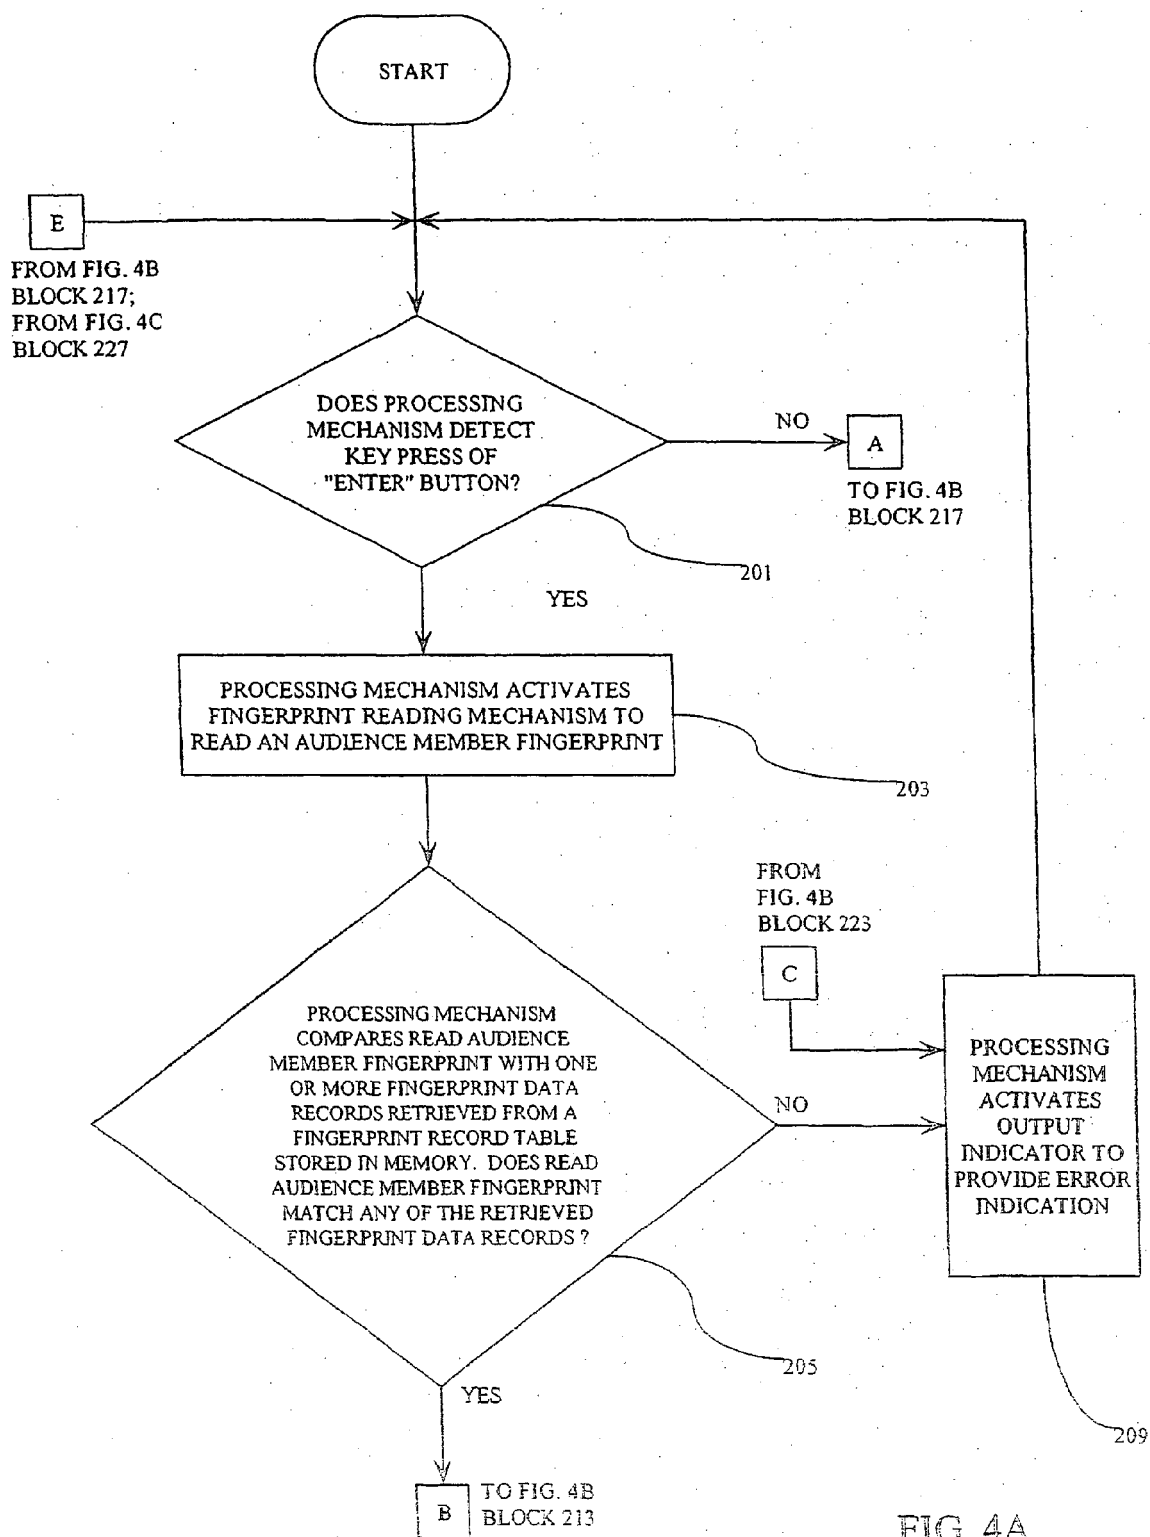 START
E
FROM FIG. 4B
BLOCK 217;
FROM FIG. 4C
BLOCK 227
DOES PROCESSING
MECHANISM DETECT
KEY PRESS OF
"ENTER" BUTTON?
NO
A
TO FIG. 4B
BLOCK 217
201
YES
PROCESSING MECHANISM ACTIVATES
FINGERPRINT READING MECHANISM TO
READ AN AUDIENCE MEMBER FINGERPRINT
203
FROM
FIG. 4B
BLOCK 223
C
PROCESSING MECHANISM
COMPARES READ AUDIENCE
MEMBER FINGERPRINT WITH ONE
OR MORE FINGERPRINT DATA
RECORDS RETRIEVED FROM A
FINGERPRINT RECORD TABLE
STORED IN MEMORY. DOES READ
AUDIENCE MEMBER FINGERPRINT
MATCH ANY OF THE RETRIEVED
FINGERPRINT DATA RECORDS ?
NO
PROCESSING
MECHANISM
ACTIVATES
OUTPUT
INDICATOR TO
PROVIDE ERROR
INDICATION
205
YES
209
B
TO FIG. 4B
BLOCK 213
FIG. 4A